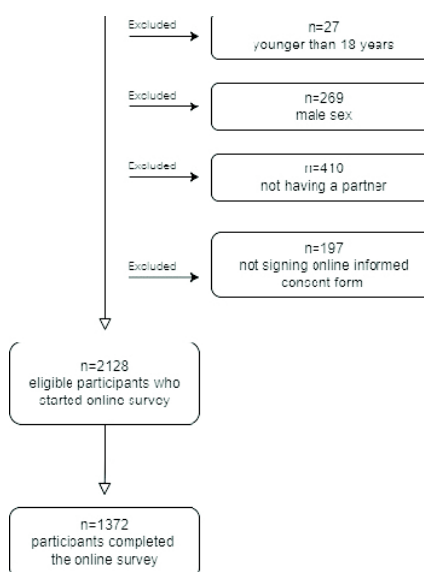 Excluded
n=27
younger than 18 years
Excluded
n=269
male sex
Excluded
n=410
not having a partner
Excluded
n=197
not signing online informed
consent form
n=2128
eligible participants who
started online survey
n=1372
participants completed
the online survey